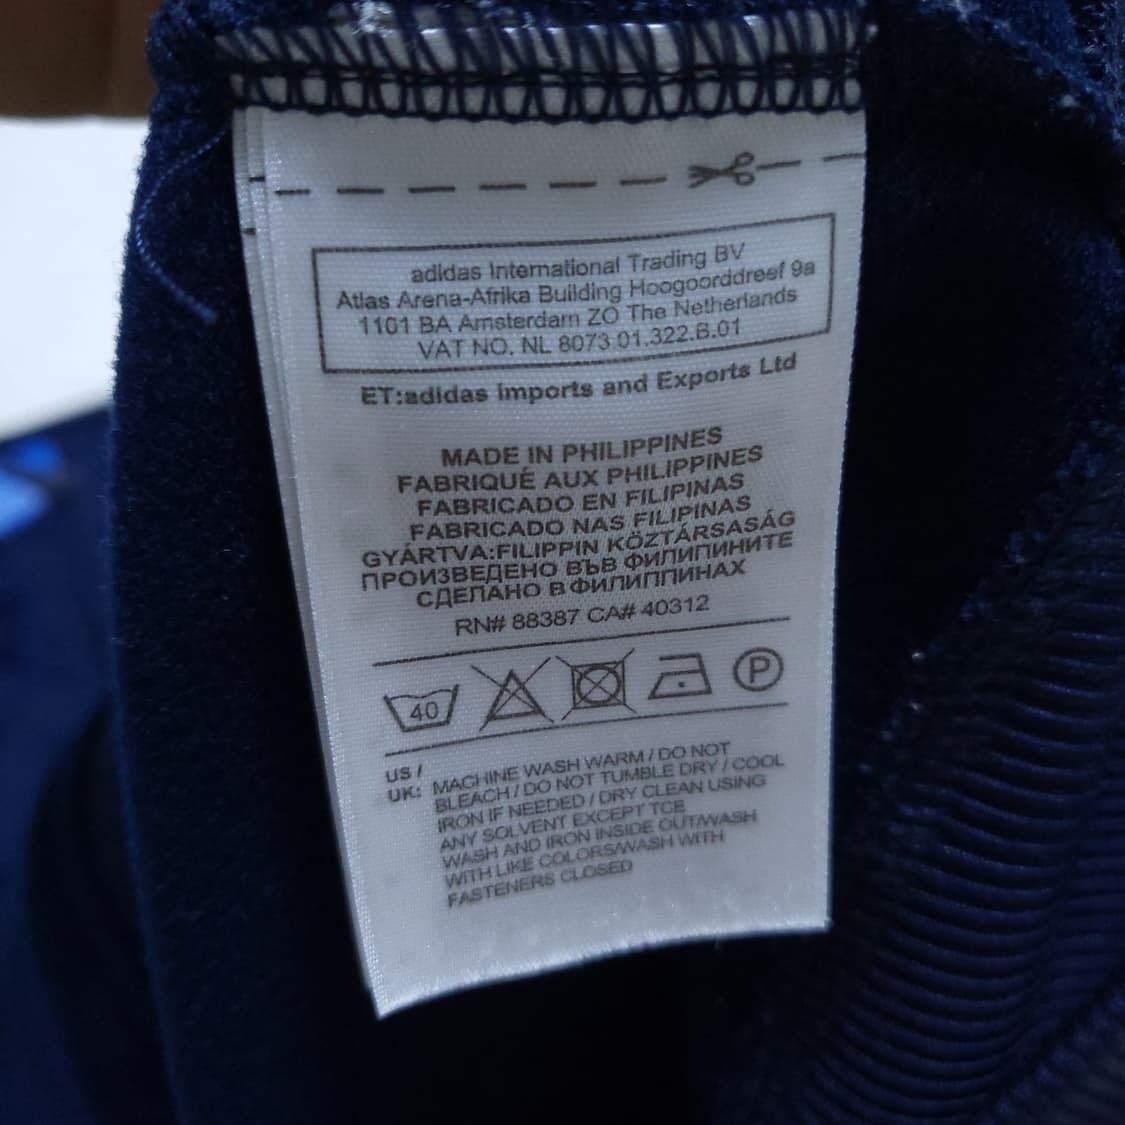 adidas International Trading BV
Atlas Arena-Afrika Building Hoogoorddreef 9a
1101 BA Amsterdam ZO The Netherlands
VAT NO. NL 8073.01.322.B.01
ET:adidas Imports and Exports Ltd
MADE IN PHILIPPINES
FABRIQUÉ AUX PHILIPPINES
FABRICADO EN FILIPINAS
FABRICADO NAS FILIPINAS
GYÁRTVA:FILIPPIN KÖZTÁRSASÁG
ПРОИЗВЕДЕНО ВЪВ ФИЛИПИНИТЕ
СДЕЛАНО В ФИЛИППИНАХ
RN# 88387 CA# 40312
40 P
US /
UK: MACHINE WASH WARM / DO NOT
BLEACH / DO NOT TUMBLE DRY / COOL
IRON IF NEEDED / DRY CLEAN USING
ANY SOLVENT EXCEPT TCE
WASH AND IRON INSIDE OUT/WASH
WITH LIKE COLORS/WASH WITH
FASTENERS CLOSED